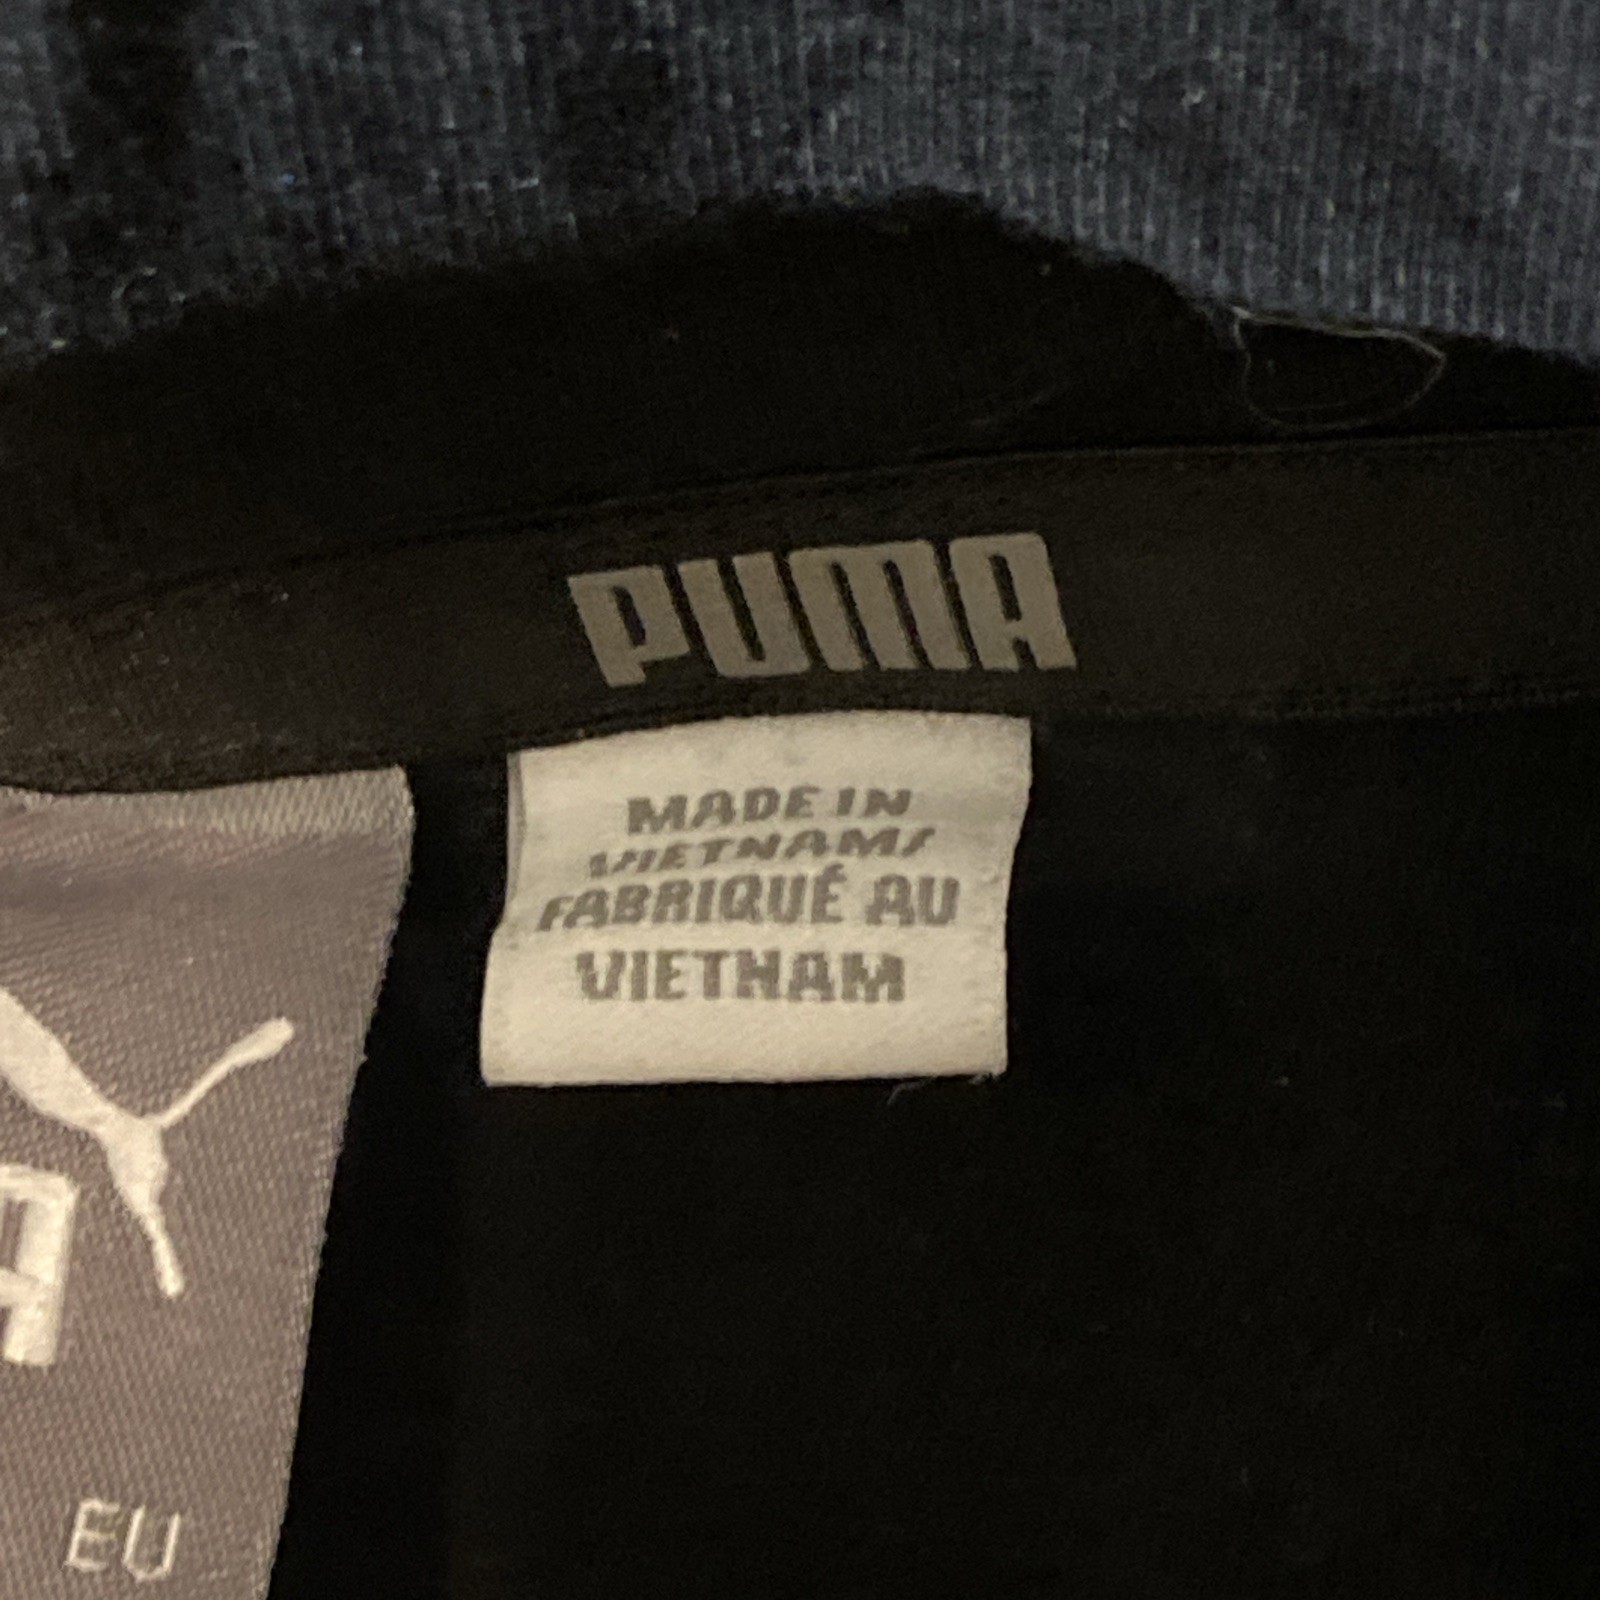 PUMA
MADE IN
VIETNAM/
FABRIQUÉ AU
VIETNAM
A
EU